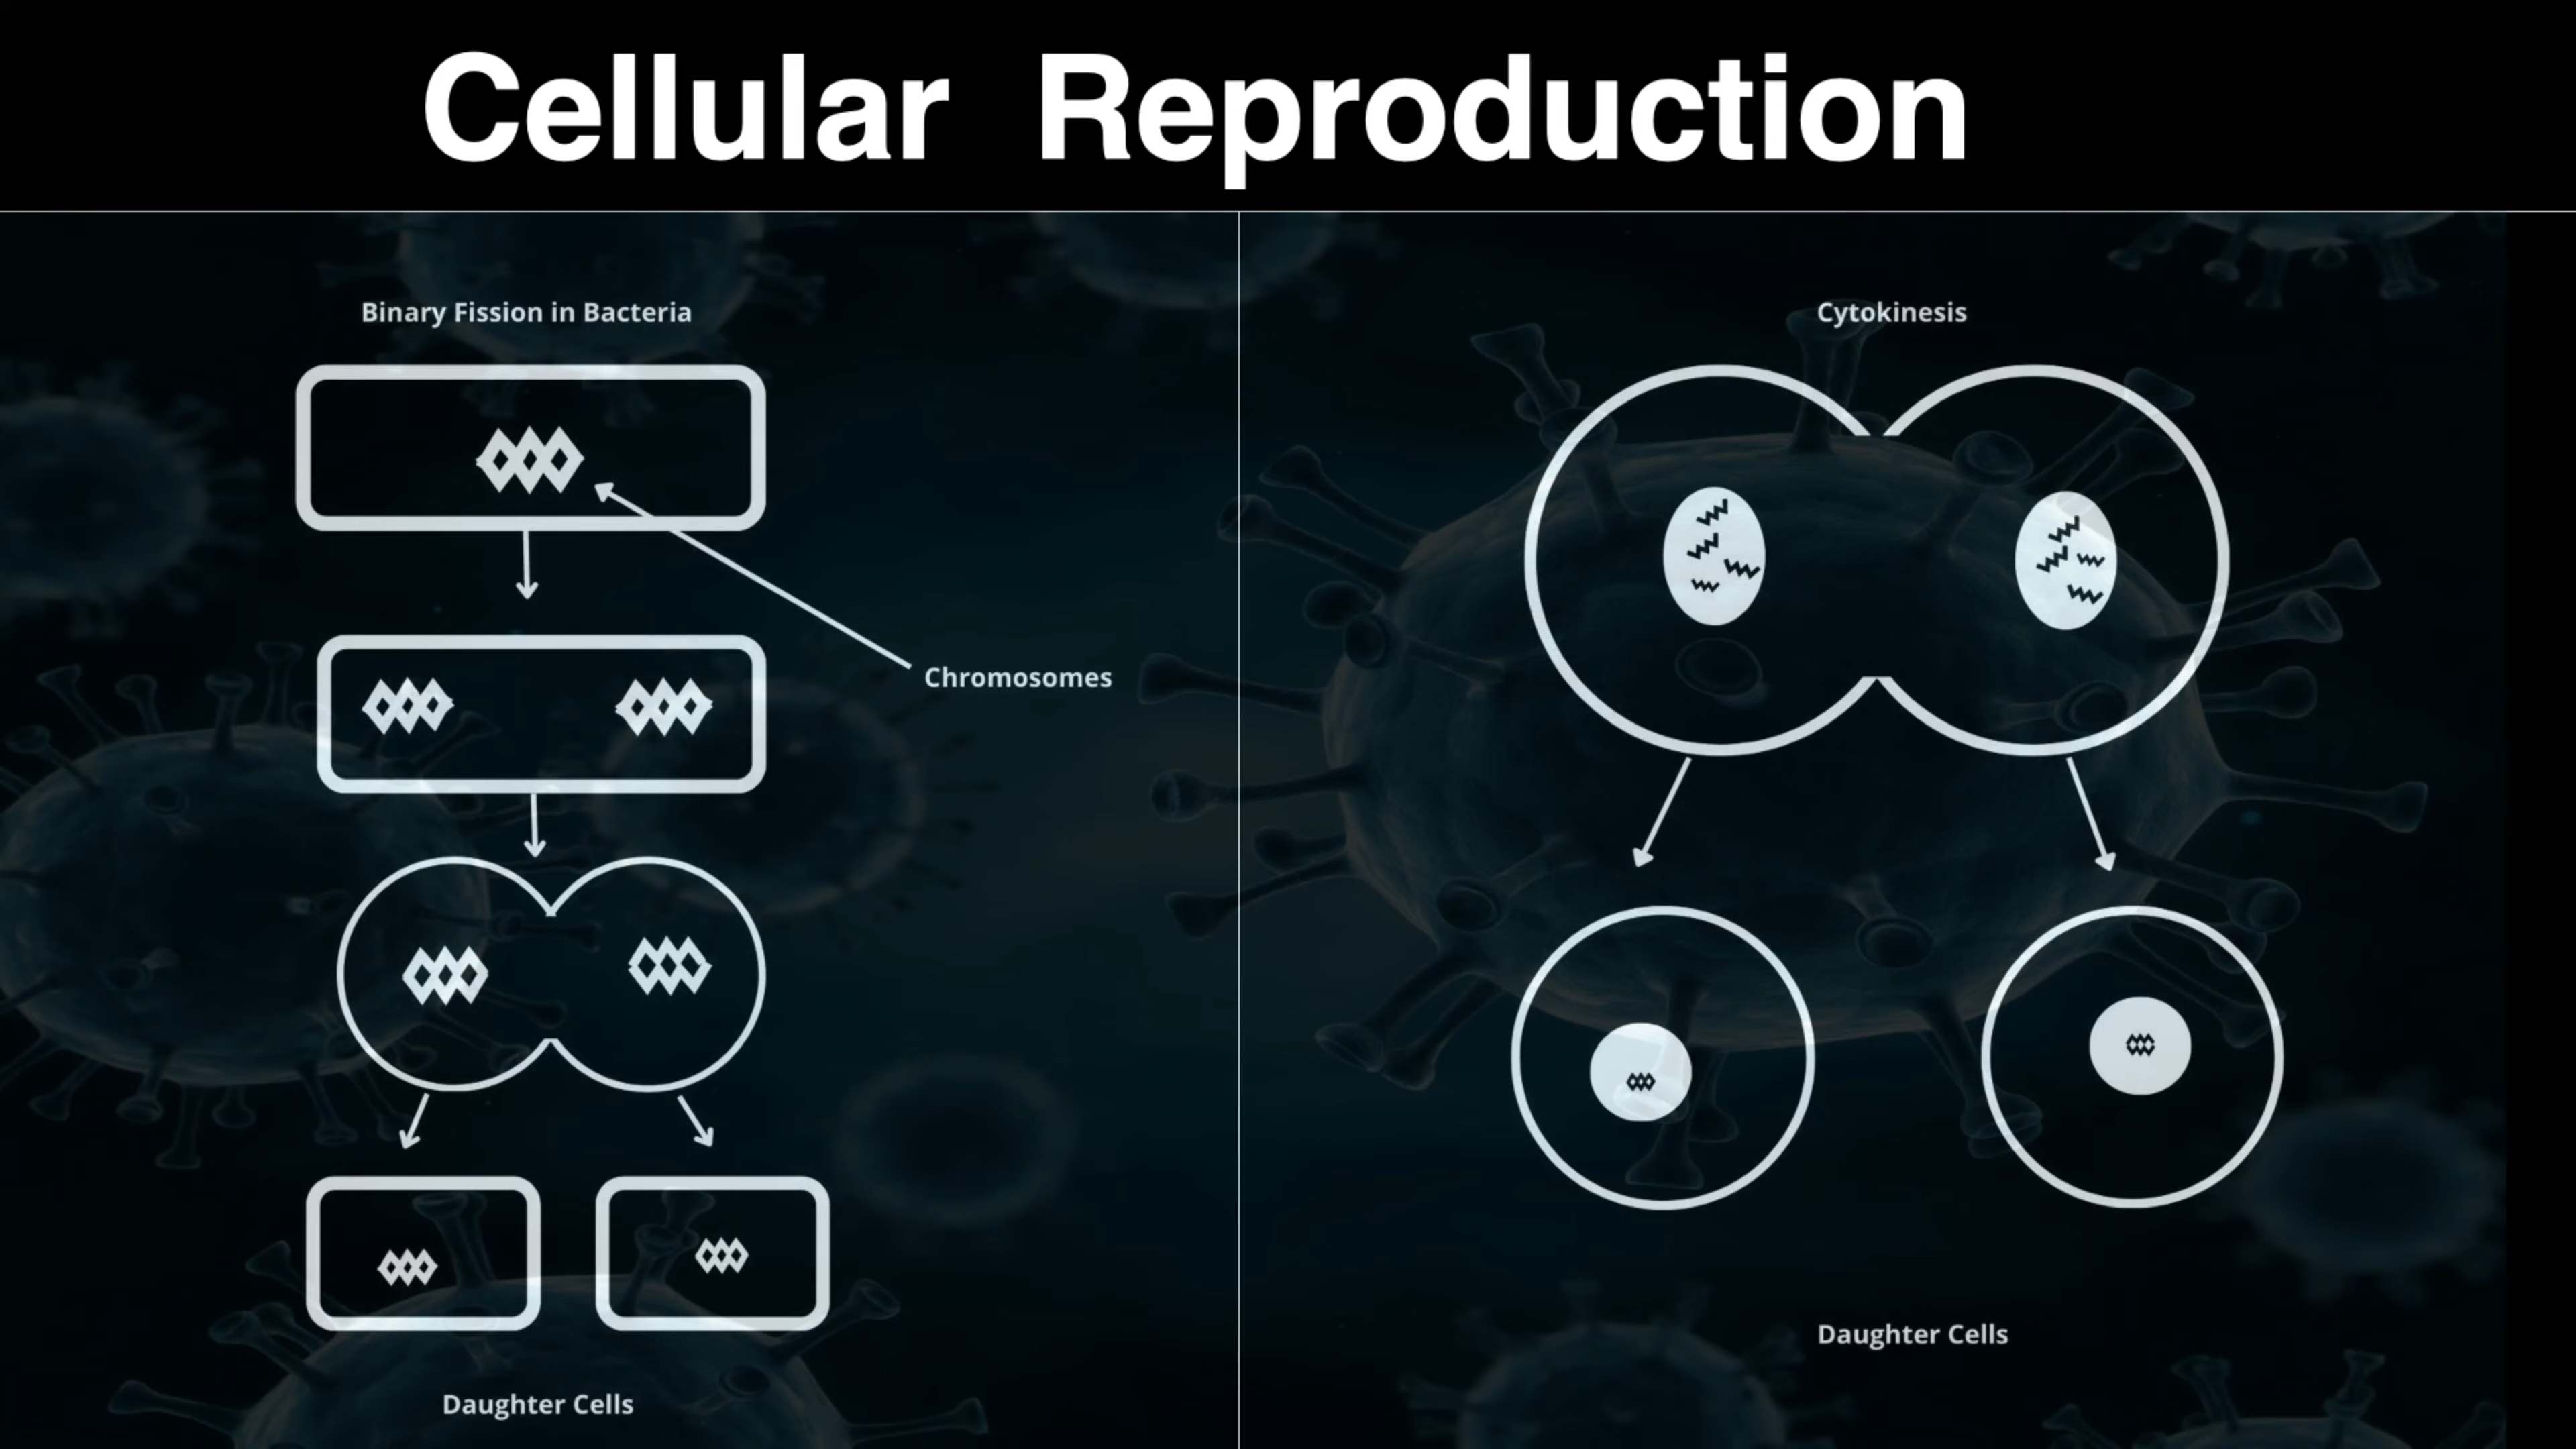 Cellular Reproduction
Binary Fission in Bacteria
Chromosomes
Daughter Cells
Cytokinesis
Daughter Cells